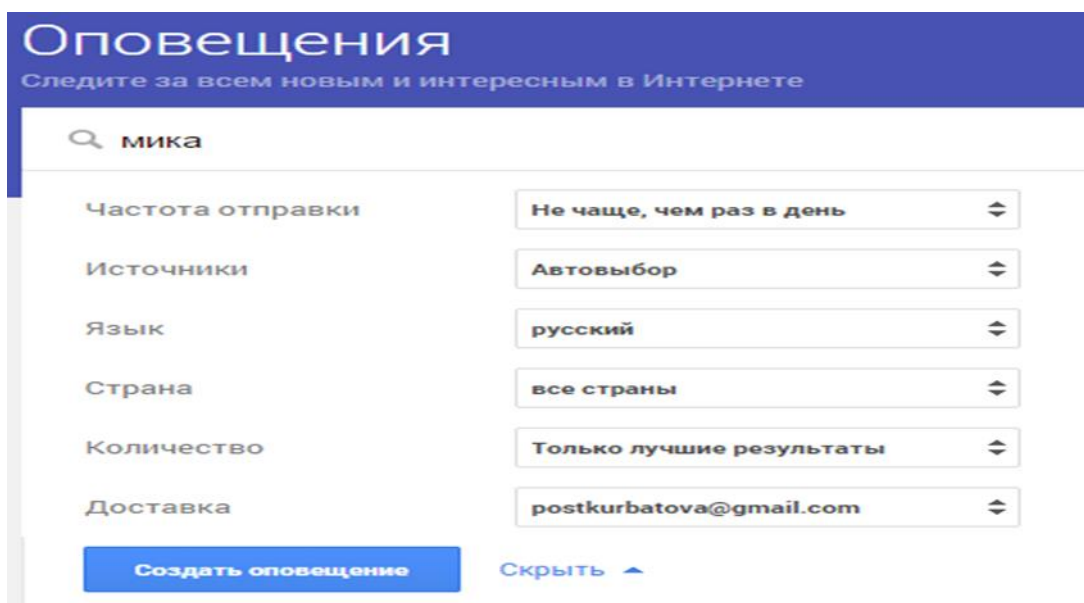 Оповещения
Следите за всем новым и интересным в Интернете
мика
Частота отправки Не чаще, чем раз в день
Источники Автовыбор
Язык русский
Страна все страны
Количество Только лучшие результаты
Доставка postkurbatova@gmail.com
Создать оповещение Скрыть